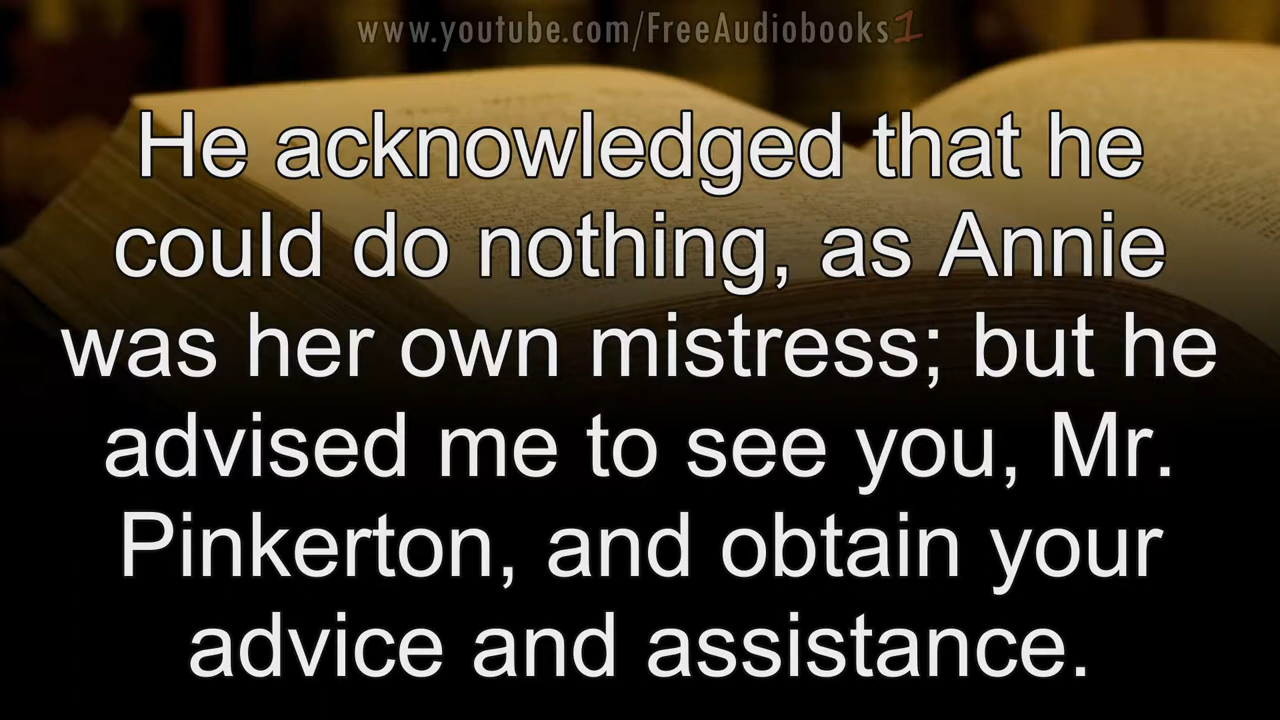 www.youtube.com/FreeAudiobooks1
He acknowledged that he
could do nothing, as Annie
was her own mistress; but he
advised me to see you, Mr.
Pinkerton, and obtain your
advice and assistance.